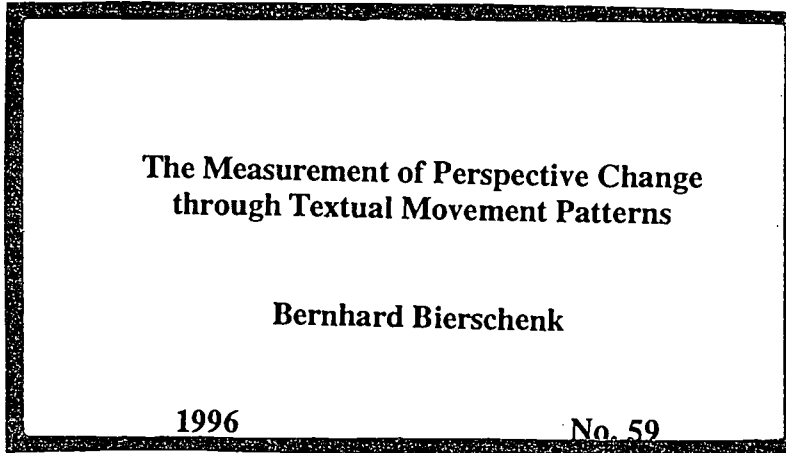 The Measurement of Perspective Change
through Textual Movement Patterns
Bernhard Bierschenk
1996 No. 59